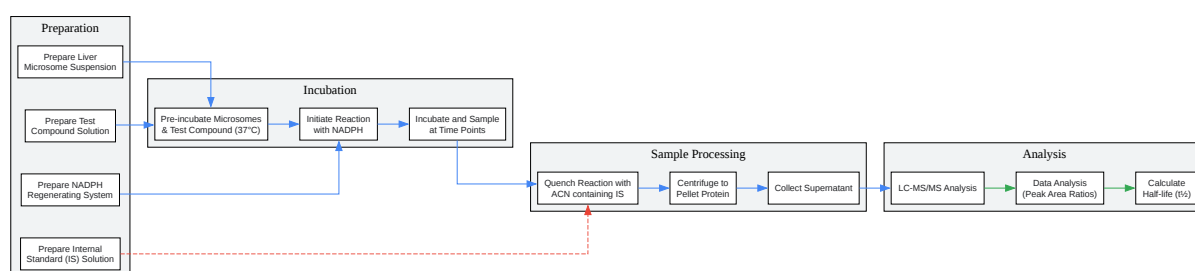 Preparation
Prepare Liver
Microsome Suspension
Prepare Test
Compound Solution
Prepare NADPH
Regenerating System
Prepare Internal
Standard (IS) Solution
Incubation
Pre-incubate Microsomes
& Test Compound (37°C)
Initiate Reaction
with NADPH
Incubate and Sample
at Time Points
Sample Processing
Quench Reaction with
ACN containing IS
Centrifuge to
Pellet Protein
Collect Supernatant
Analysis
LC-MS/MS Analysis
Data Analysis
(Peak Area Ratios)
Calculate
Half-life (t½)